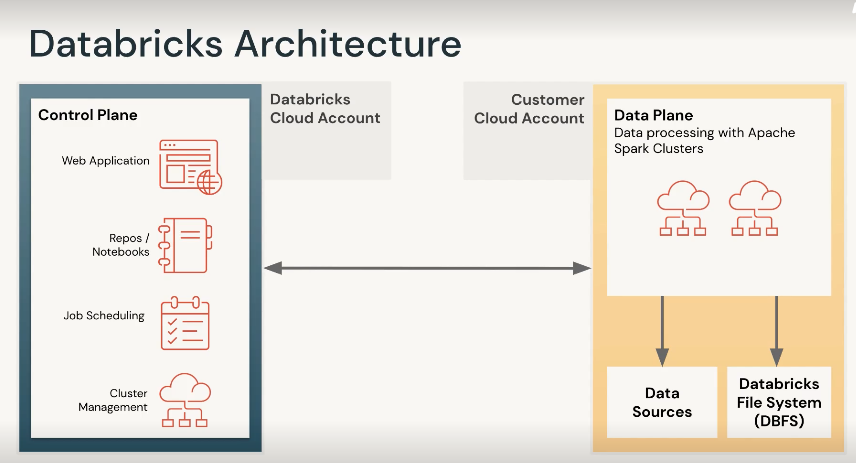 Databricks Architecture
Control Plane
Web Application
Repos /
Notebooks
Job Scheduling
Cluster
Management
Databricks
Cloud Account
Customer
Cloud Account
Data Plane
Data processing with Apache
Spark Clusters
Data
Sources
Databricks
File System
(DBFS)